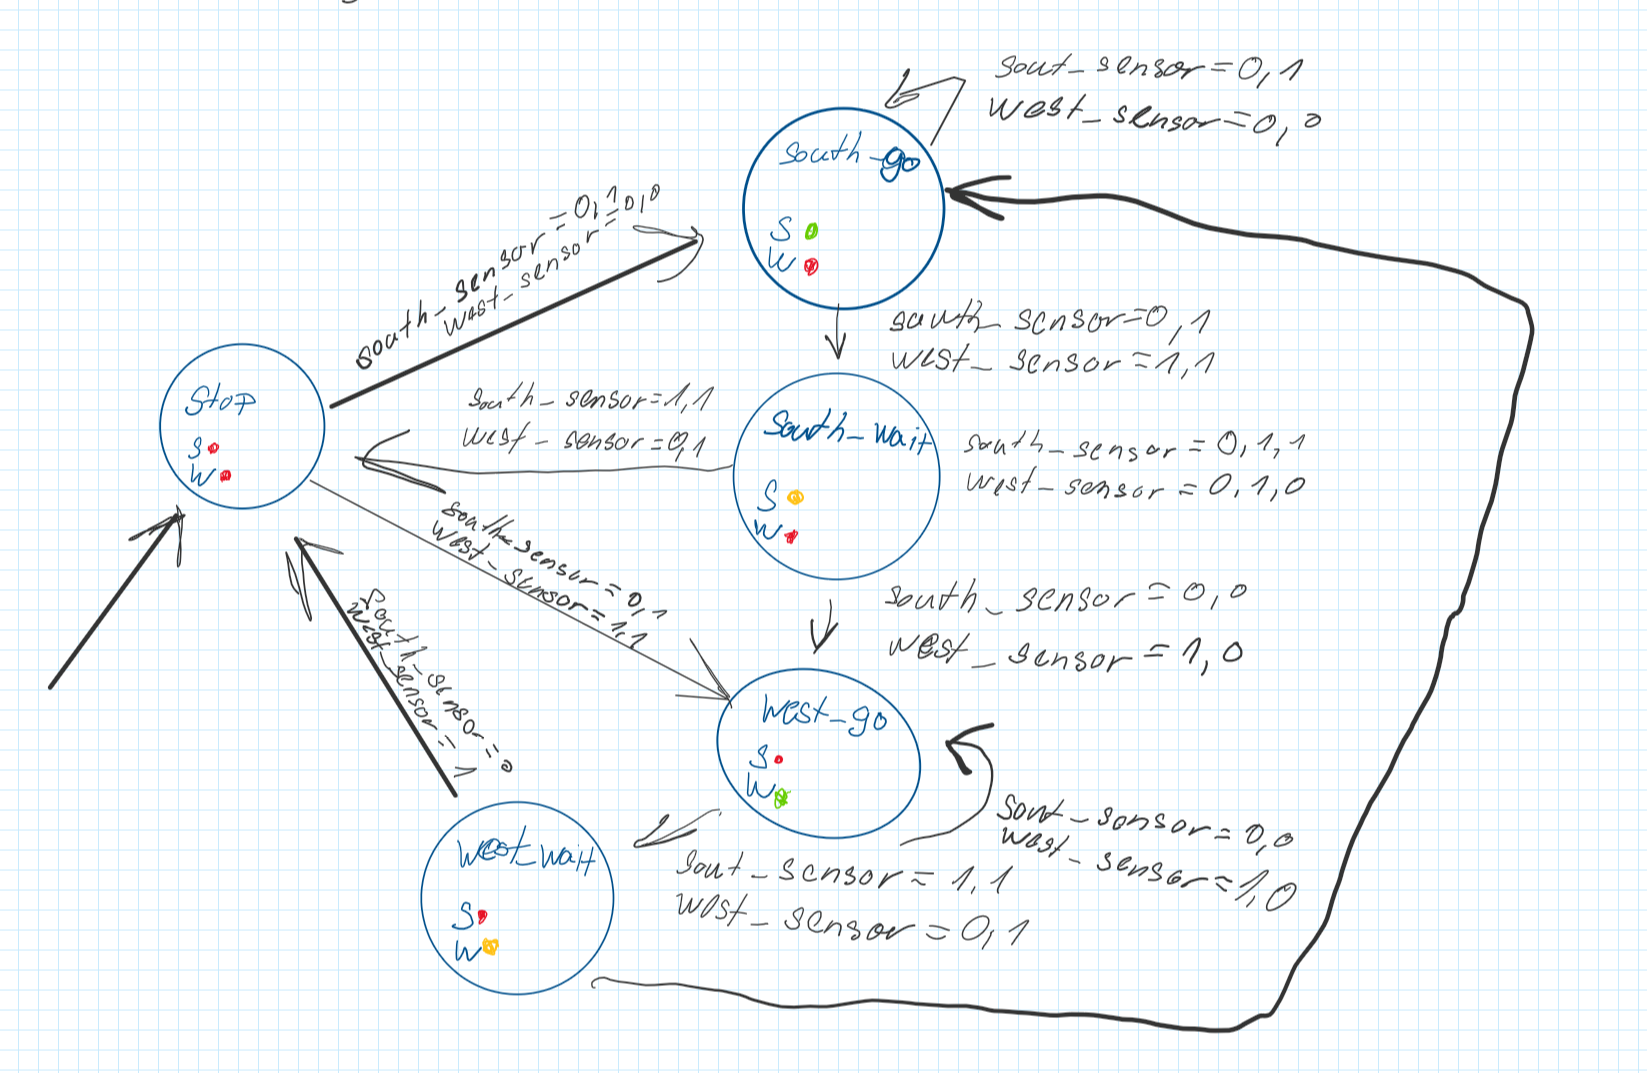 sout_sensor=0,1
west_sensor=0,0
south_go
S
W
south_sensor=0,1
west_sensor=0,0
south_sensor=0,1
west_sensor=1,1
Stop
S
W
south_sensor=1,1
west_sensor=0,1
South_wait
S
W
south_sensor=0,1,1
west_sensor=0,1,0
south_sensor=0,1
west_sensor=1,1
south_sensor=0,0
west_sensor=1,0
south_sensor=0
west_sensor=1
west_go
S
W
sout_sensor=0,0
west_sensor=1,0
sout_sensor=1,1
west_sensor=0,1
west_wait
S
W